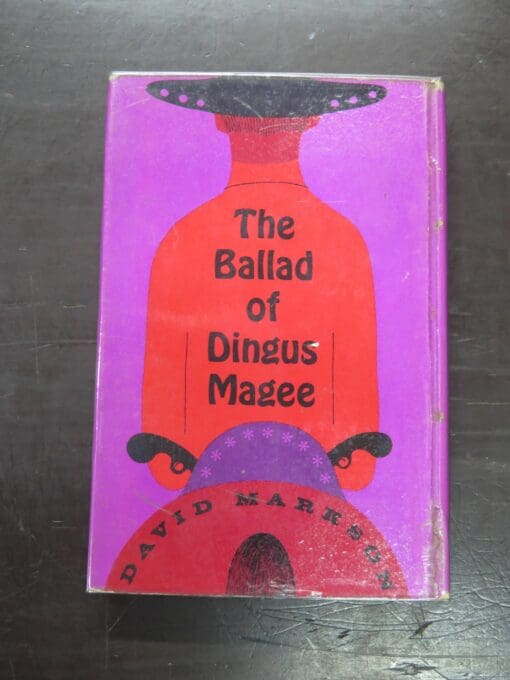 The
Ballad
of
Dingus
Magee
DAVID MARKSON